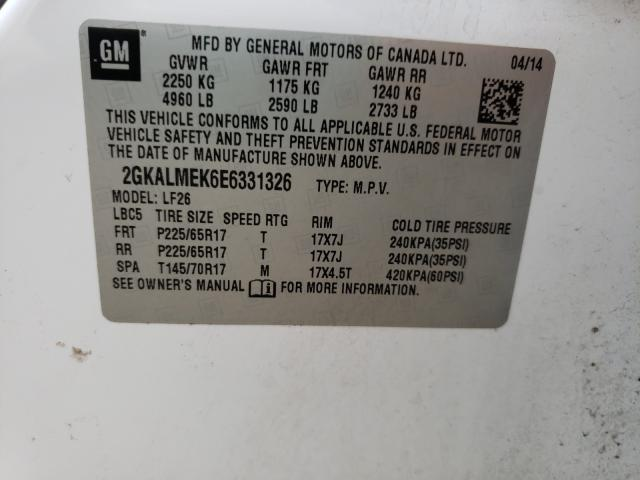 GM
MFD BY GENERAL MOTORS OF CANADA LTD. 04/14
GVWR GAWR FRT GAWR RR
2250 KG 1175 KG 1240 KG
4960 LB 2590 LB 2733 LB
THIS VEHICLE CONFORMS TO ALL APPLICABLE U.S. FEDERAL MOTOR
VEHICLE SAFETY AND THEFT PREVENTION STANDARDS IN EFFECT ON
THE DATE OF MANUFACTURE SHOWN ABOVE.
2GKALMEK6E6331326 TYPE: M.P.V.
MODEL: LF26
LBC5 TIRE SIZE SPEED RTG RIM COLD TIRE PRESSURE
FRT P225/65R17 T 17X7J 240KPA(35PSI)
RR P225/65R17 T 17X7J 240KPA(35PSI)
SPA T145/70R17 M 17X4.5T 420KPA(60PSI)
SEE OWNER'S MANUAL FOR MORE INFORMATION.